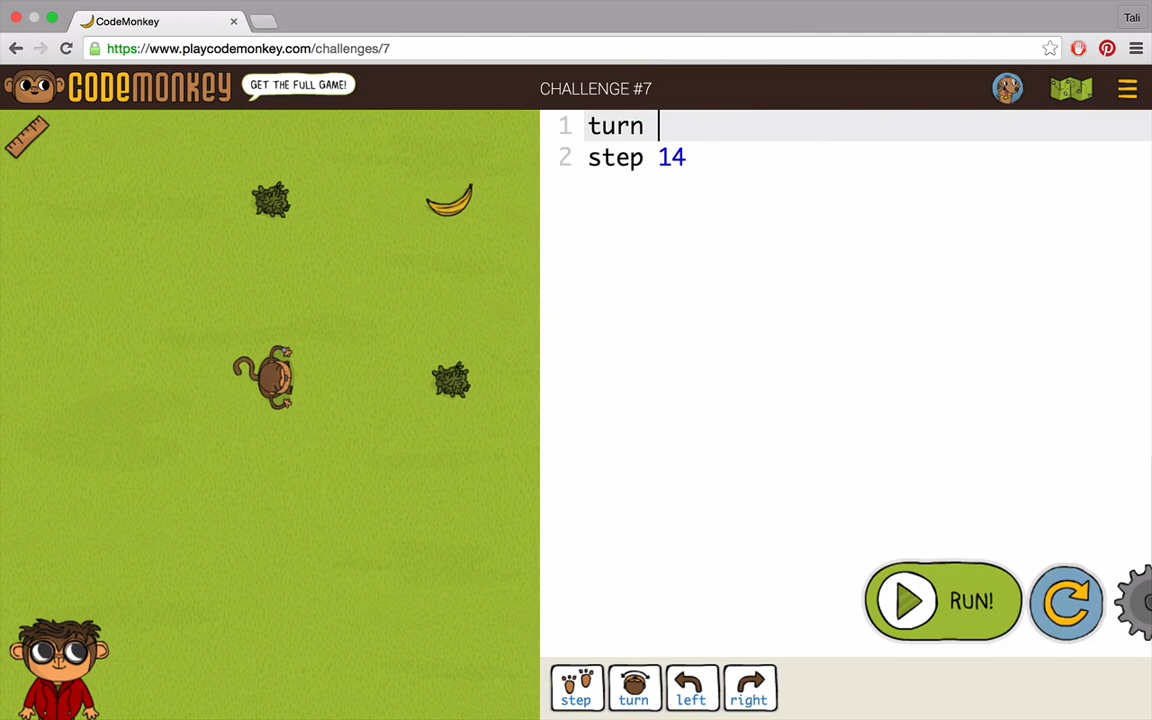 CodeMonkey
Tali
https://www.playcodemonkey.com/challenges/7
CODEMONKEY
GET THE FULL GAME!
CHALLENGE #7
1 turn
2 step 14
RUN!
step
turn
left
right